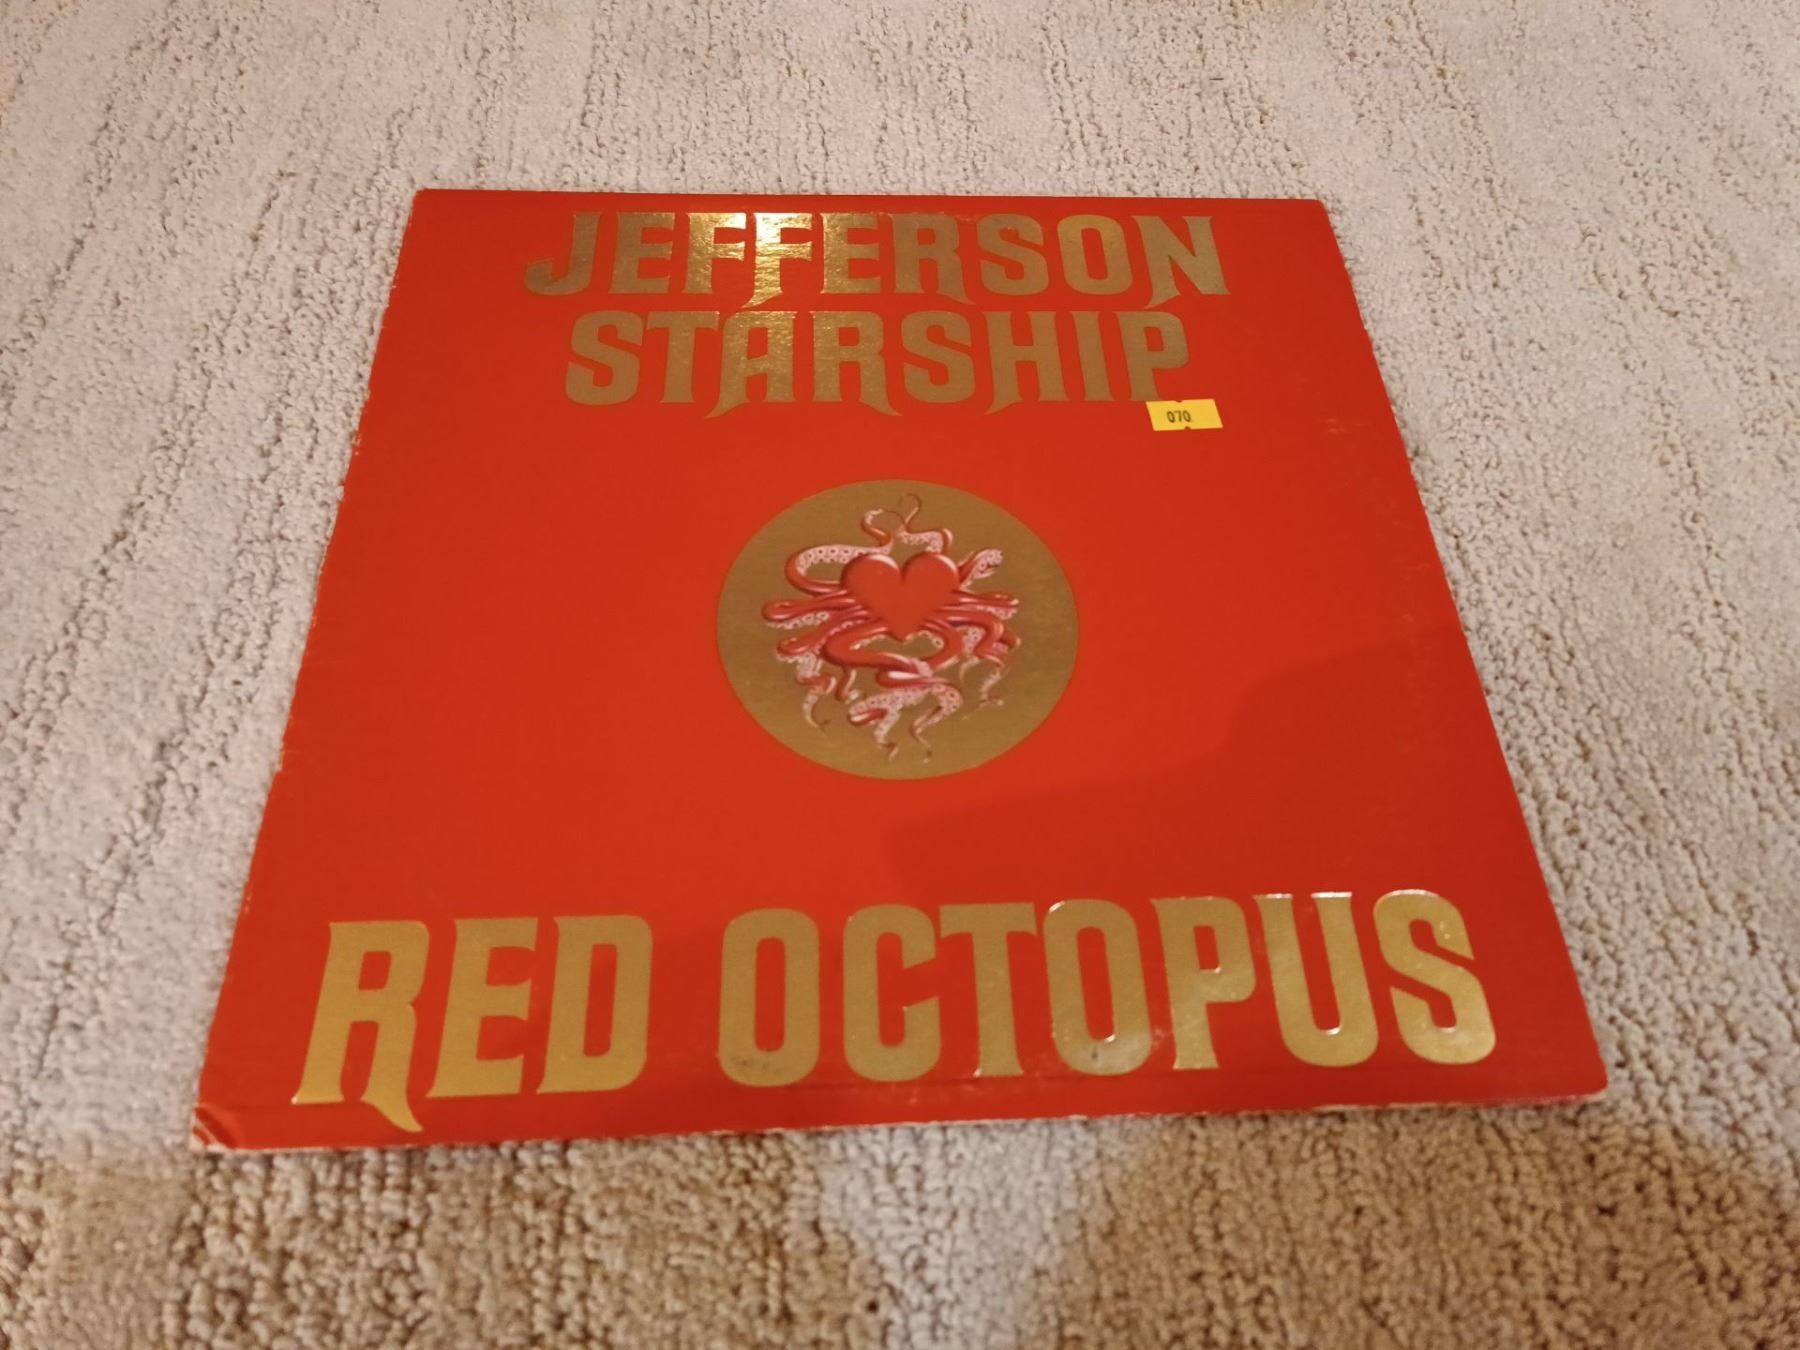 JEFFERSON
STARSHIP
070
RED OCTOPUS